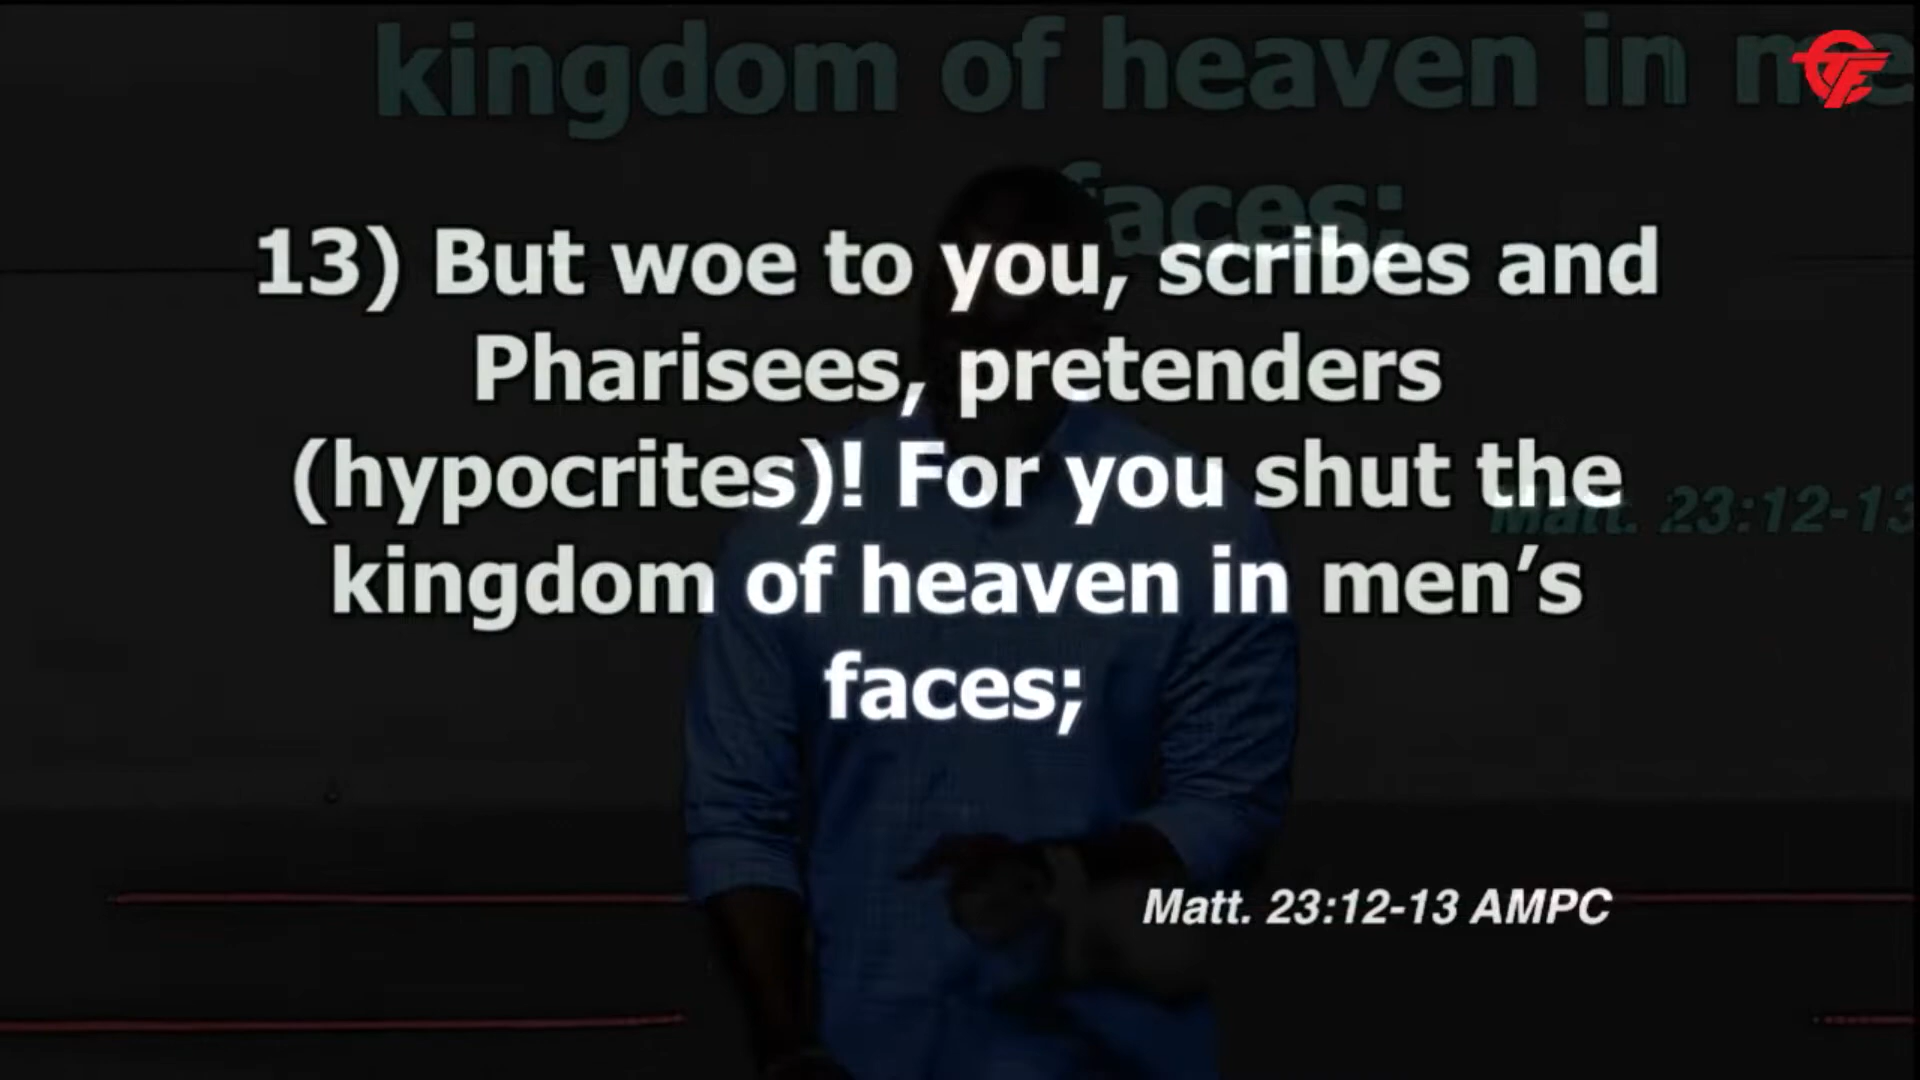 kingdom of heaven in me
faces;
13) But woe to you, scribes and
Pharisees, pretenders
(hypocrites)! For you shut the
kingdom of heaven in men’s
faces;
Matt. 23:12-13
Matt. 23:12-13 AMPC